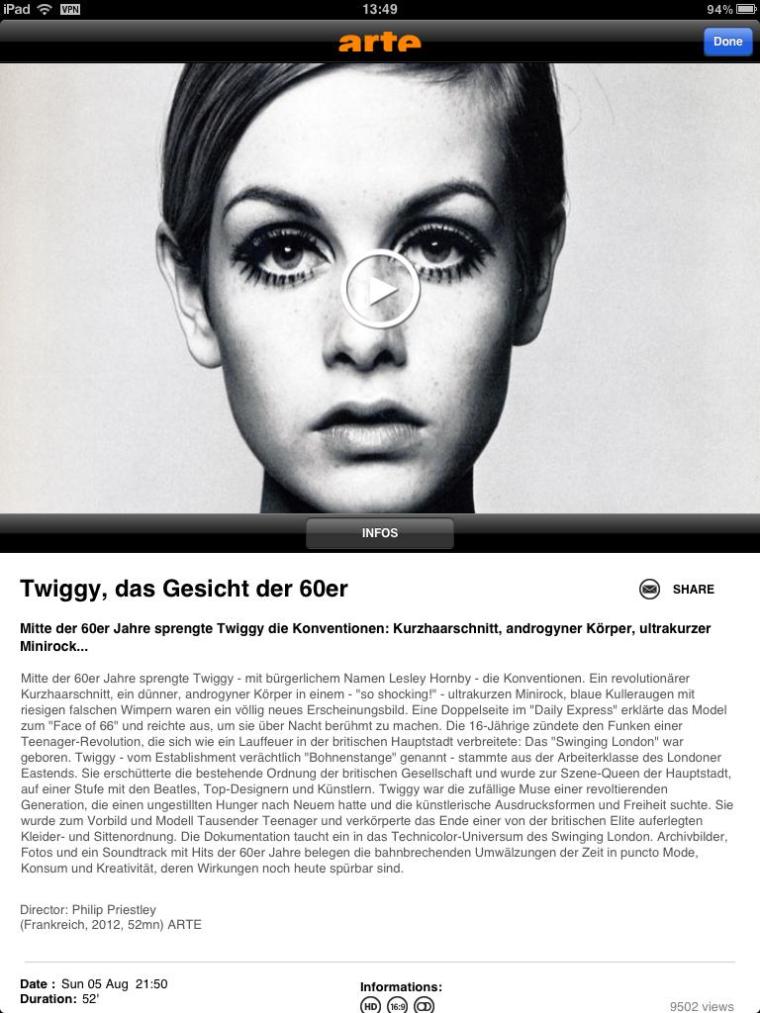 iPad VPN 13:49 94%
arte Done
INFOS
Twiggy, das Gesicht der 60er SHARE
Mitte der 60er Jahre sprengte Twiggy die Konventionen: Kurzhaarschnitt, androgyner Körper, ultrakurzer
Minirock...
Mitte der 60er Jahre sprengte Twiggy - mit bürgerlichem Namen Lesley Hornby - die Konventionen. Ein revolutionärer
Kurzhaarschnitt, ein dünner, androgyner Körper in einem - "so shocking!" - ultrakurzen Minirock, blaue Kulleraugen mit
riesigen falschen Wimpern waren ein völlig neues Erscheinungsbild. Eine Doppelseite im "Daily Express" erklärte das Model
zum "Face of 66" und reichte aus, um sie über Nacht berühmt zu machen. Die 16-Jährige zündete den Funken einer
Teenager-Revolution, die sich wie ein Lauffeuer in der britischen Hauptstadt verbreitete: Das "Swinging London" war
geboren. Twiggy - vom Establishment verächtlich "Bohnenstange" genannt - stammte aus der Arbeiterklasse des Londoner
Eastends. Sie erschütterte die bestehende Ordnung der britischen Gesellschaft und wurde zur Szene-Queen der Hauptstadt,
auf einer Stufe mit den Beatles, Top-Designern und Künstlern. Twiggy war die zufällige Muse einer revoltierenden
Generation, die einen ungestillten Hunger nach Neuem hatte und die künstlerische Ausdrucksformen und Freiheit suchte. Sie
wurde zum Vorbild und Modell Tausender Teenager und verkörperte das Ende einer von der britischen Elite auferlegten
Kleider- und Sittenordnung. Die Dokumentation taucht ein in das Technicolor-Universum des Swinging London. Archivbilder,
Fotos und ein Soundtrack mit Hits der 60er Jahre belegen die bahnbrechenden Umwälzungen der Zeit in puncto Mode,
Konsum und Kreativität, deren Wirkungen noch heute spürbar sind.
Director: Philip Priestley
(Frankreich, 2012, 52mn) ARTE
Date : Sun 05 Aug 21:50
Duration: 52'
Informations:
HD 16:9
9502 views